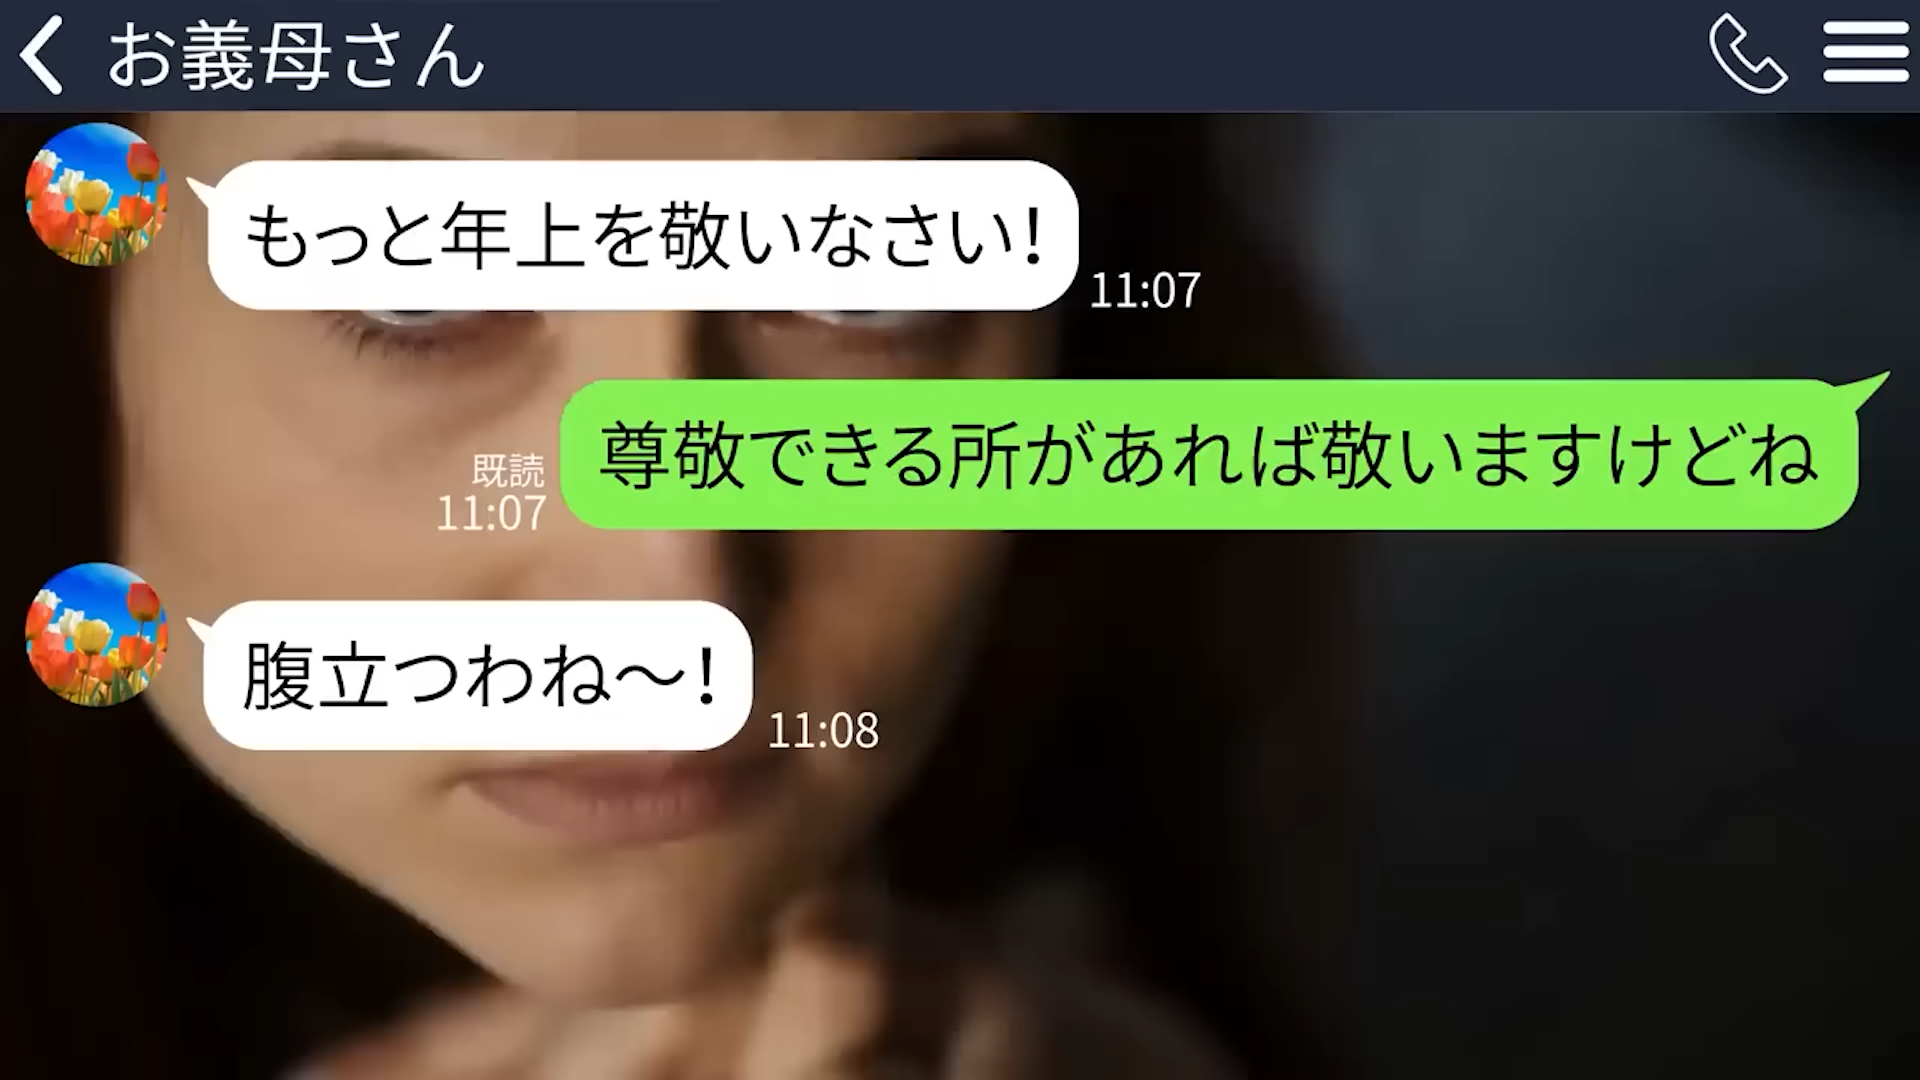 お義母さん
もっと年上を敬いなさい！
11:07
尊敬できる所があれば敬いますけどね
既読
11:07
腹立つわね〜！
11:08